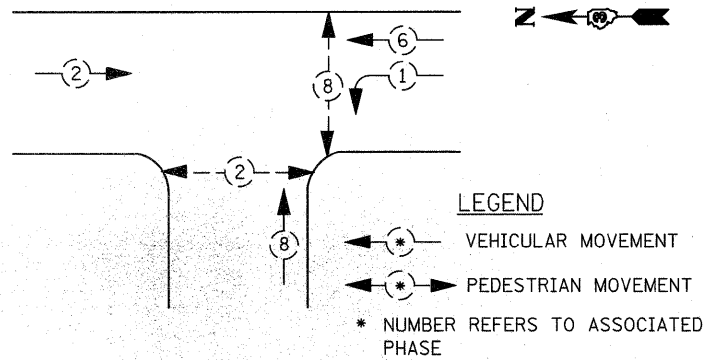 N
6
2
8
1
2
8
LEGEND
* VEHICULAR MOVEMENT
* PEDESTRIAN MOVEMENT
* NUMBER REFERS TO ASSOCIATED
PHASE